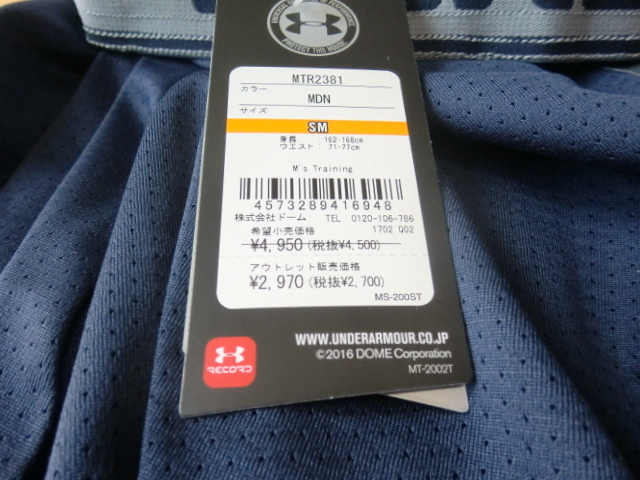 PROTECT THIS HOUSE
MTR2381
カラー
MDN
サイズ
SM
身長 :162-168cm
ウエスト: 71-77cm
M's Training
4573289416948
株式会社ドーム TEL 0120-106-786
希望小売価格 1702 Q02
¥4,950(税抜¥4,500)
アウトレット販売価格
¥2,970(税抜¥2,700)
MS-200ST
WWW.UNDERARMOUR.CO.JP
©2016 DOME Corporation
MT-2002T
RECORD